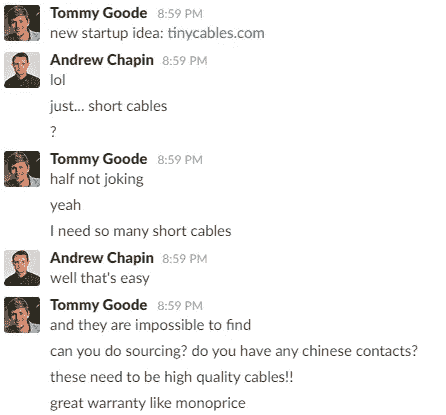 Tommy Goode 8:59 PM
new startup idea: tinycables.com
Andrew Chapin 8:59 PM
lol
just... short cables
?
Tommy Goode 8:59 PM
half not joking
yeah
I need so many short cables
Andrew Chapin 8:59 PM
well that's easy
Tommy Goode 8:59 PM
and they are impossible to find
can you do sourcing? do you have any chinese contacts?
these need to be high quality cables!!
great warranty like monoprice